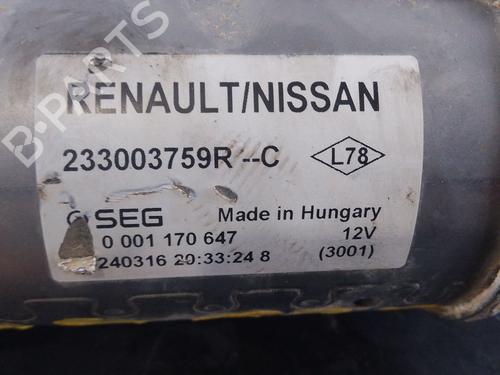 B-PARTS
RENAULT/NISSAN
233003759R --C
L78
SEG
Made in Hungary
0 001 170 647
12V
240316 20:33:24 8
(3001)